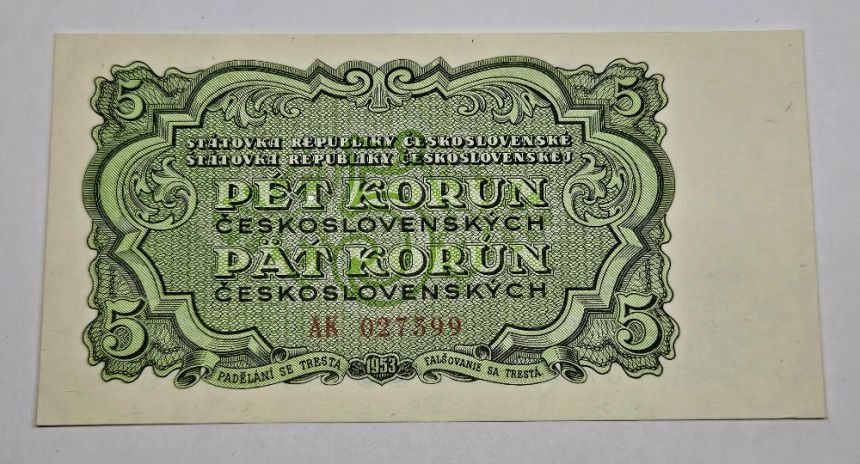 5 5
STÁTOVKA REPUBLIKY ČESKOSLOVENSKÉ
STÁTOVKA REPUBLIKY ČESKOSLOVENSKEJ
PĚT KORUN
ČESKOSLOVENSKÝCH
PÄŤ KORÚN
ČESKOSLOVENSKÝCH
5 5
AK 027399
PADĚLÁNÍ SE TRESTÁ 1953 FALŠOVANIE SA TRESTÁ